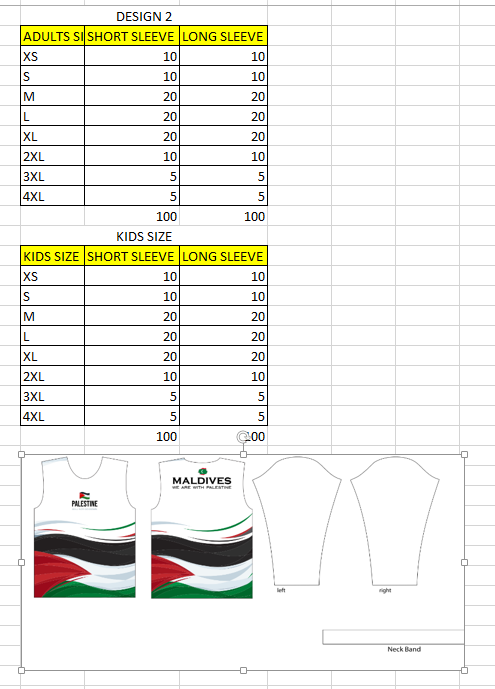 DESIGN 2
ADULTS SI SHORT SLEEVE LONG SLEEVE
XS 10 10
S 10 10
M 20 20
L 20 20
XL 20 20
2XL 10 10
3XL 5 5
4XL 5 5
100 100
KIDS SIZE
KIDS SIZE SHORT SLEEVE LONG SLEEVE
XS 10 10
S 10 10
M 20 20
L 20 20
XL 20 20
2XL 10 10
3XL 5 5
4XL 5 5
100 00
PALESTINE
MALDIVES
WE ARE WITH PALESTINE
left right
Neck Band